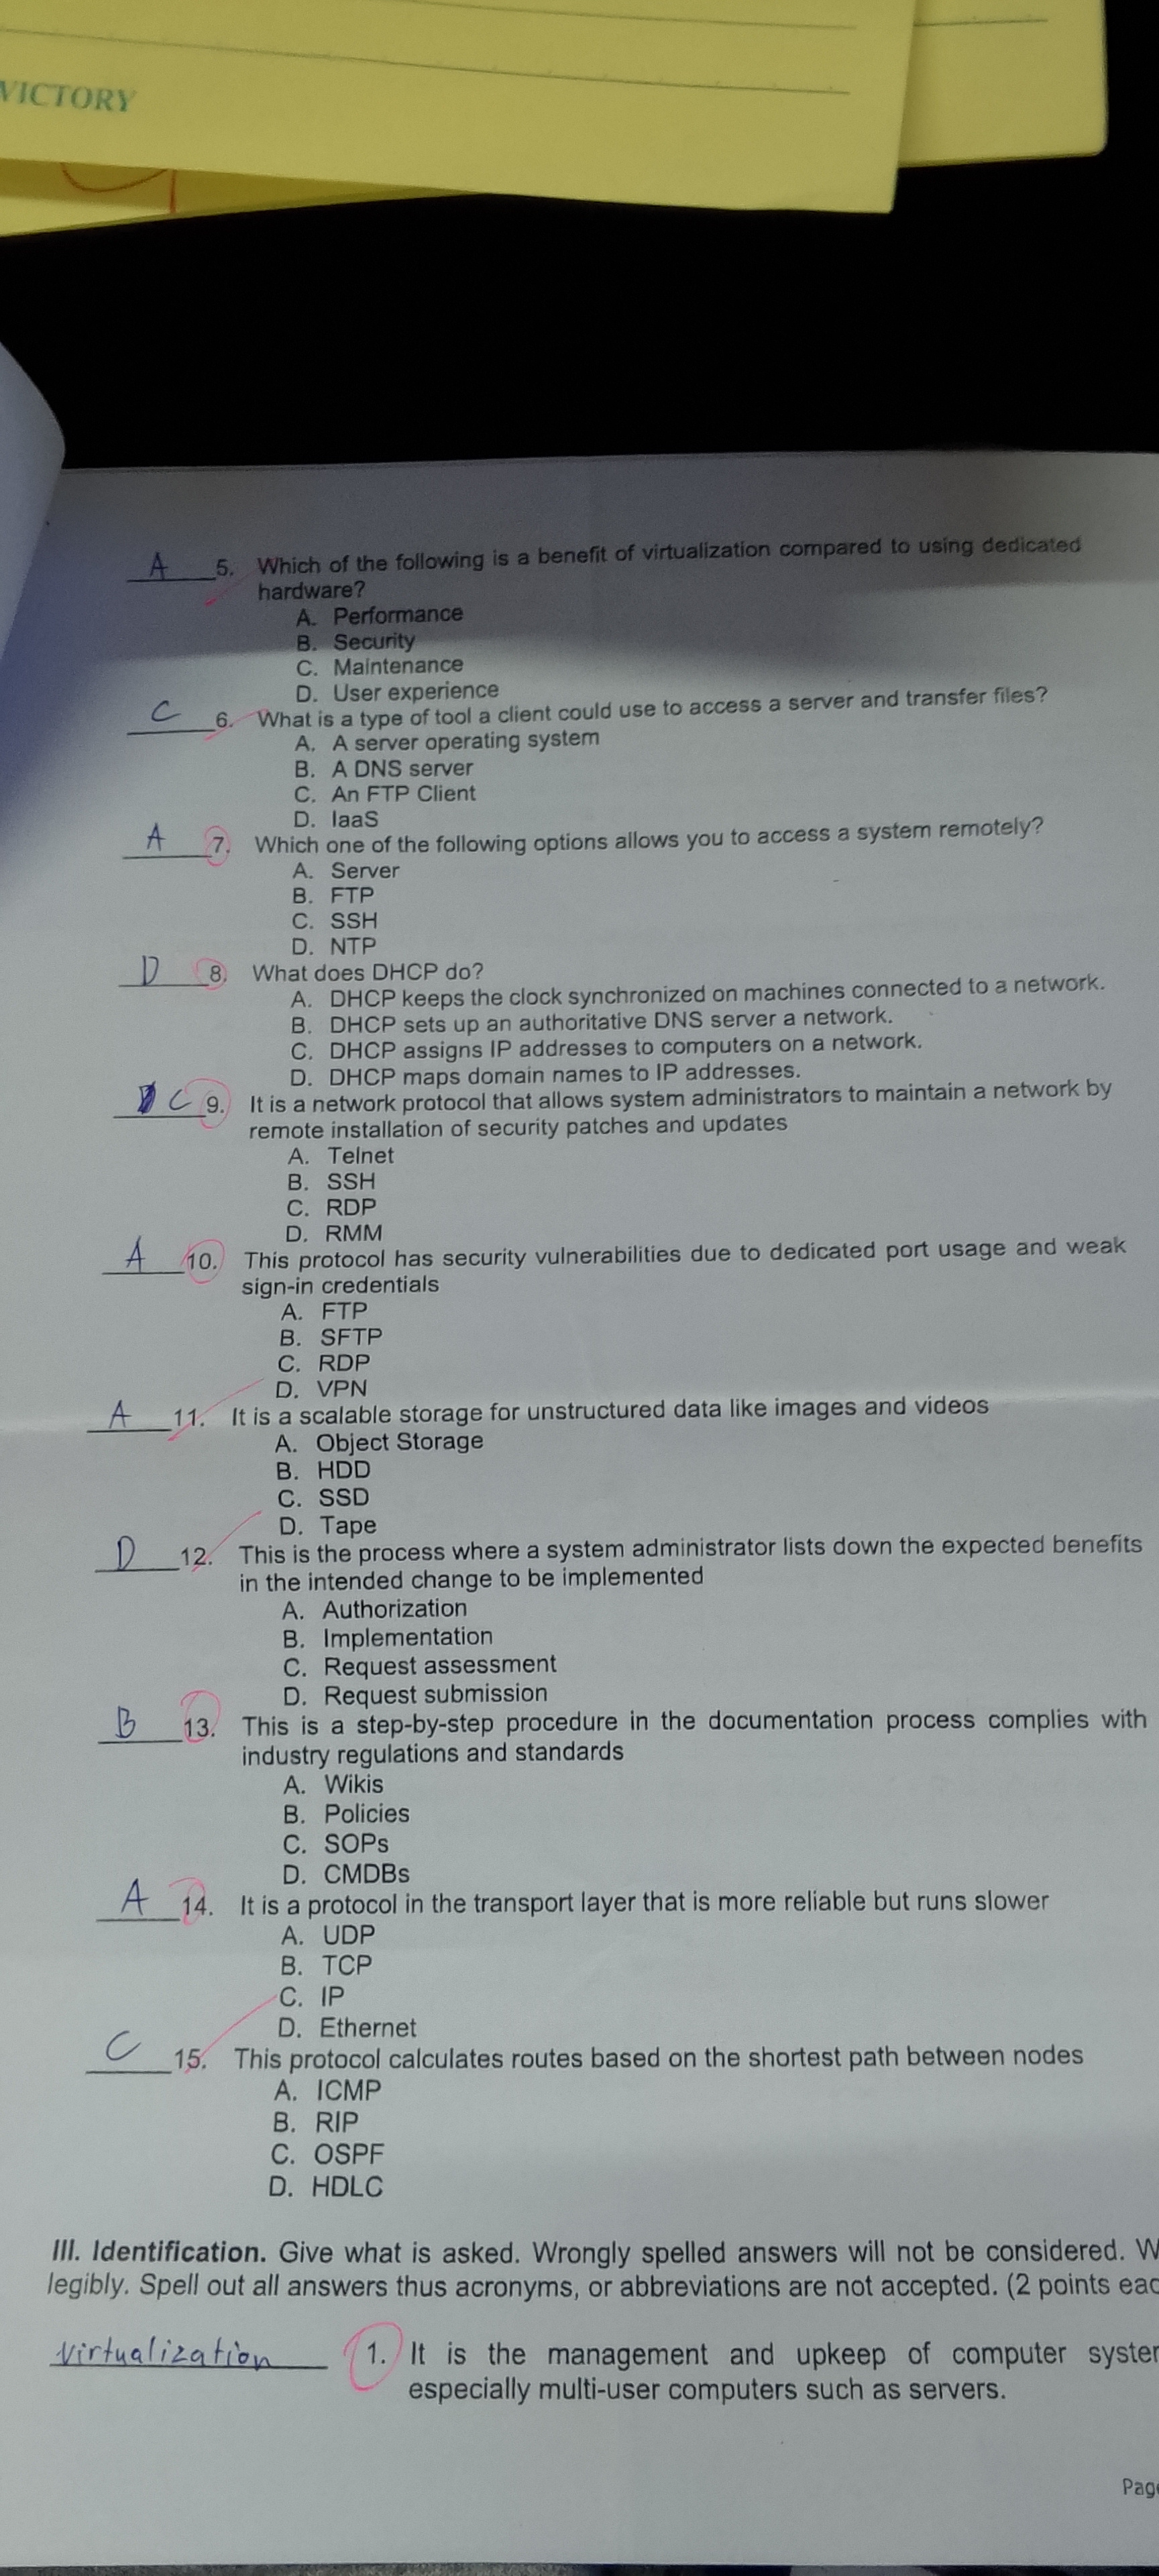 VICTORY
A 5. Which of the following is a benefit of virtualization compared to using dedicated
hardware?
A. Performance
B. Security
C. Maintenance
D. User experience
C 6. What is a type of tool a client could use to access a server and transfer files?
A. A server operating system
B. A DNS server
C. An FTP Client
D. IaaS
A 7. Which one of the following options allows you to access a system remotely?
A. Server
B. FTP
C. SSH
D. NTP
D 8. What does DHCP do?
A. DHCP keeps the clock synchronized on machines connected to a network.
B. DHCP sets up an authoritative DNS server a network.
C. DHCP assigns IP addresses to computers on a network.
D. DHCP maps domain names to IP addresses.
C 9. It is a network protocol that allows system administrators to maintain a network by
remote installation of security patches and updates
A. Telnet
B. SSH
C. RDP
D. RMM
A 10. This protocol has security vulnerabilities due to dedicated port usage and weak
sign-in credentials
A. FTP
B. SFTP
C. RDP
D. VPN
A 11. It is a scalable storage for unstructured data like images and videos
A. Object Storage
B. HDD
C. SSD
D. Tape
D 12. This is the process where a system administrator lists down the expected benefits
in the intended change to be implemented
A. Authorization
B. Implementation
C. Request assessment
D. Request submission
B 13. This is a step-by-step procedure in the documentation process complies with
industry regulations and standards
A. Wikis
B. Policies
C. SOPs
D. CMDBs
A 14. It is a protocol in the transport layer that is more reliable but runs slower
A. UDP
B. TCP
C. IP
D. Ethernet
C 15. This protocol calculates routes based on the shortest path between nodes
A. ICMP
B. RIP
C. OSPF
D. HDLC
III. Identification. Give what is asked. Wrongly spelled answers will not be considered. W
legibly. Spell out all answers thus acronyms, or abbreviations are not accepted. (2 points eac
Virtualization 1. It is the management and upkeep of computer syster
especially multi-user computers such as servers.
Pag